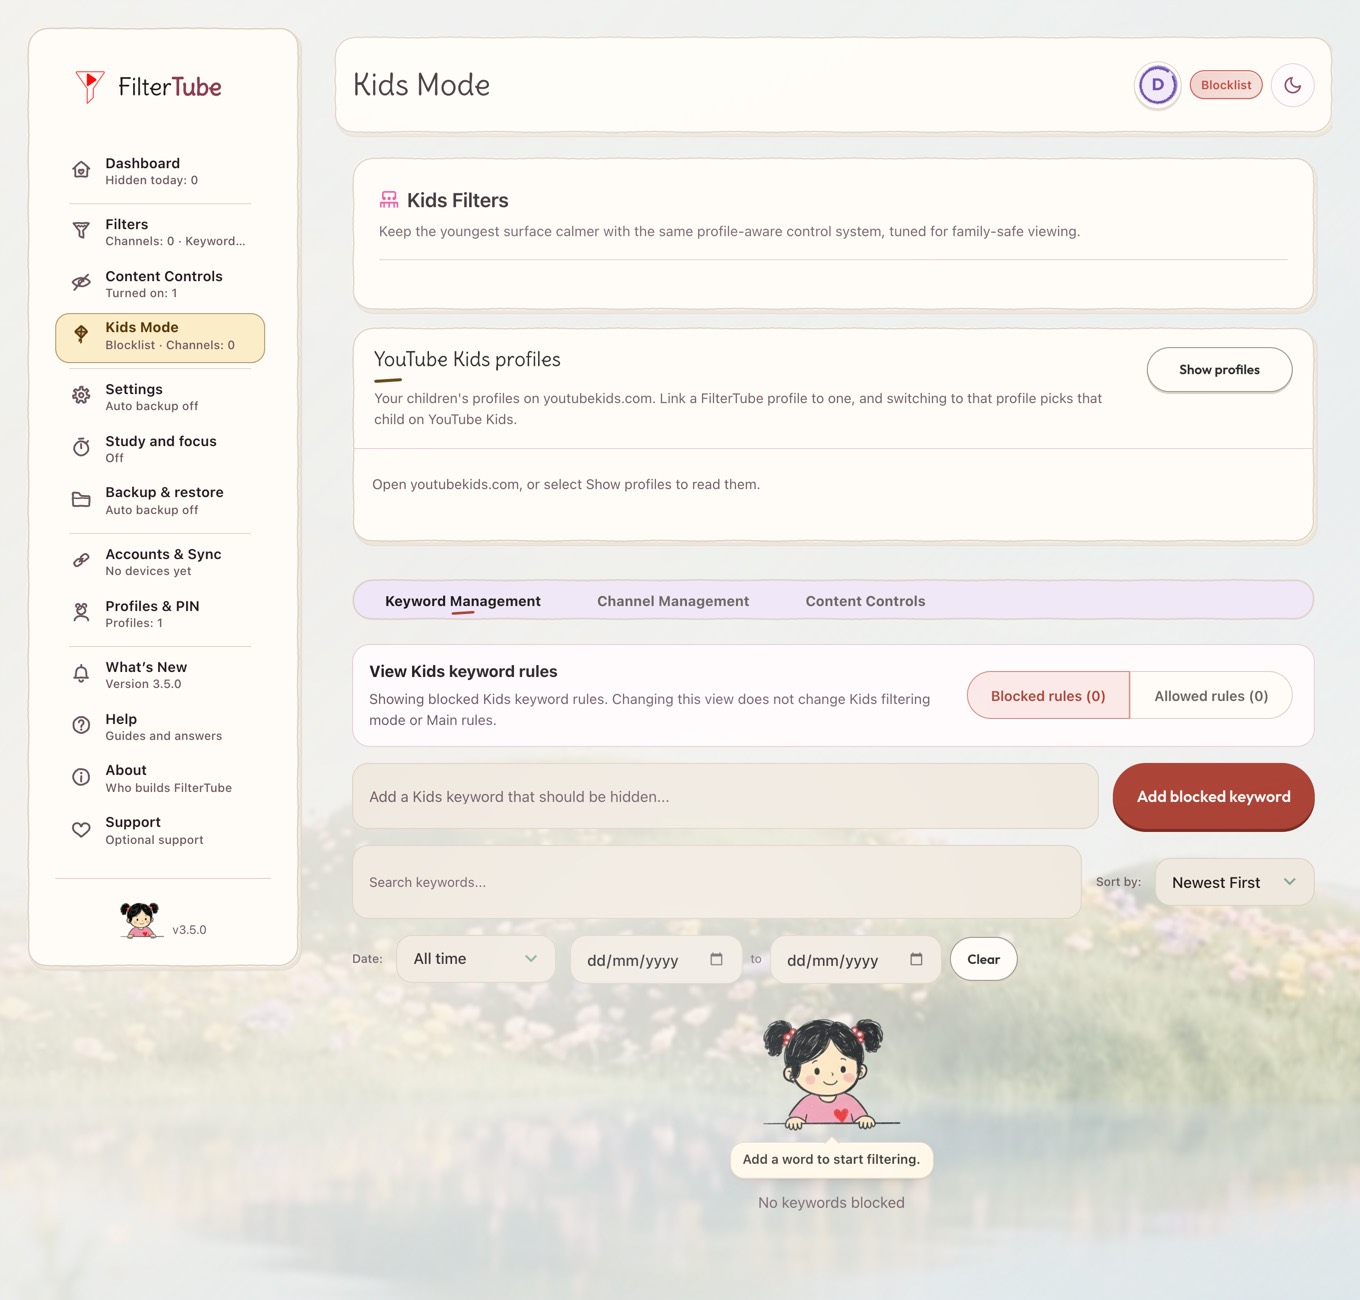 FilterTube
Dashboard
Hidden today: 0
Filters
Channels: 0 · Keyword...
Content Controls
Turned on: 1
Kids Mode
Blocklist · Channels: 0
Settings
Auto backup off
Study and focus
Off
Backup & restore
Auto backup off
Accounts & Sync
No devices yet
Profiles & PIN
Profiles: 1
What's New
Version 3.5.0
Help
Guides and answers
About
Who builds FilterTube
Support
Optional support
v3.5.0
Kids Mode
D
Blocklist
Kids Filters
Keep the youngest surface calmer with the same profile-aware control system, tuned for family-safe viewing.
YouTube Kids profiles
Show profiles
Your children's profiles on youtubekids.com. Link a FilterTube profile to one, and switching to that profile picks that
child on YouTube Kids.
Open youtubekids.com, or select Show profiles to read them.
Keyword Management Channel Management Content Controls
View Kids keyword rules
Showing blocked Kids keyword rules. Changing this view does not change Kids filtering
mode or Main rules.
Blocked rules (0) Allowed rules (0)
Add a Kids keyword that should be hidden...
Add blocked keyword
Search keywords...
Sort by: Newest First
Date: All time dd/mm/yyyy to dd/mm/yyyy Clear
Add a word to start filtering.
No keywords blocked